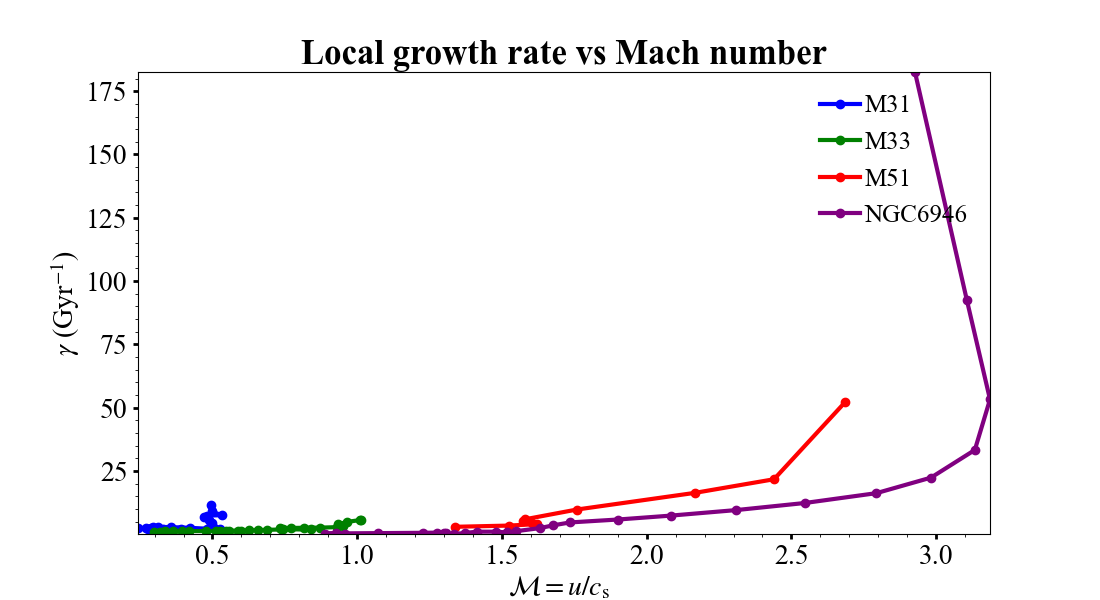 Local growth rate vs Mach number
175
150
125
100
75
50
25
γ (Gyr⁻¹)
M31
M33
M51
NGC6946
0.5 1.0 1.5 2.0 2.5 3.0
ℳ = u/cₛ